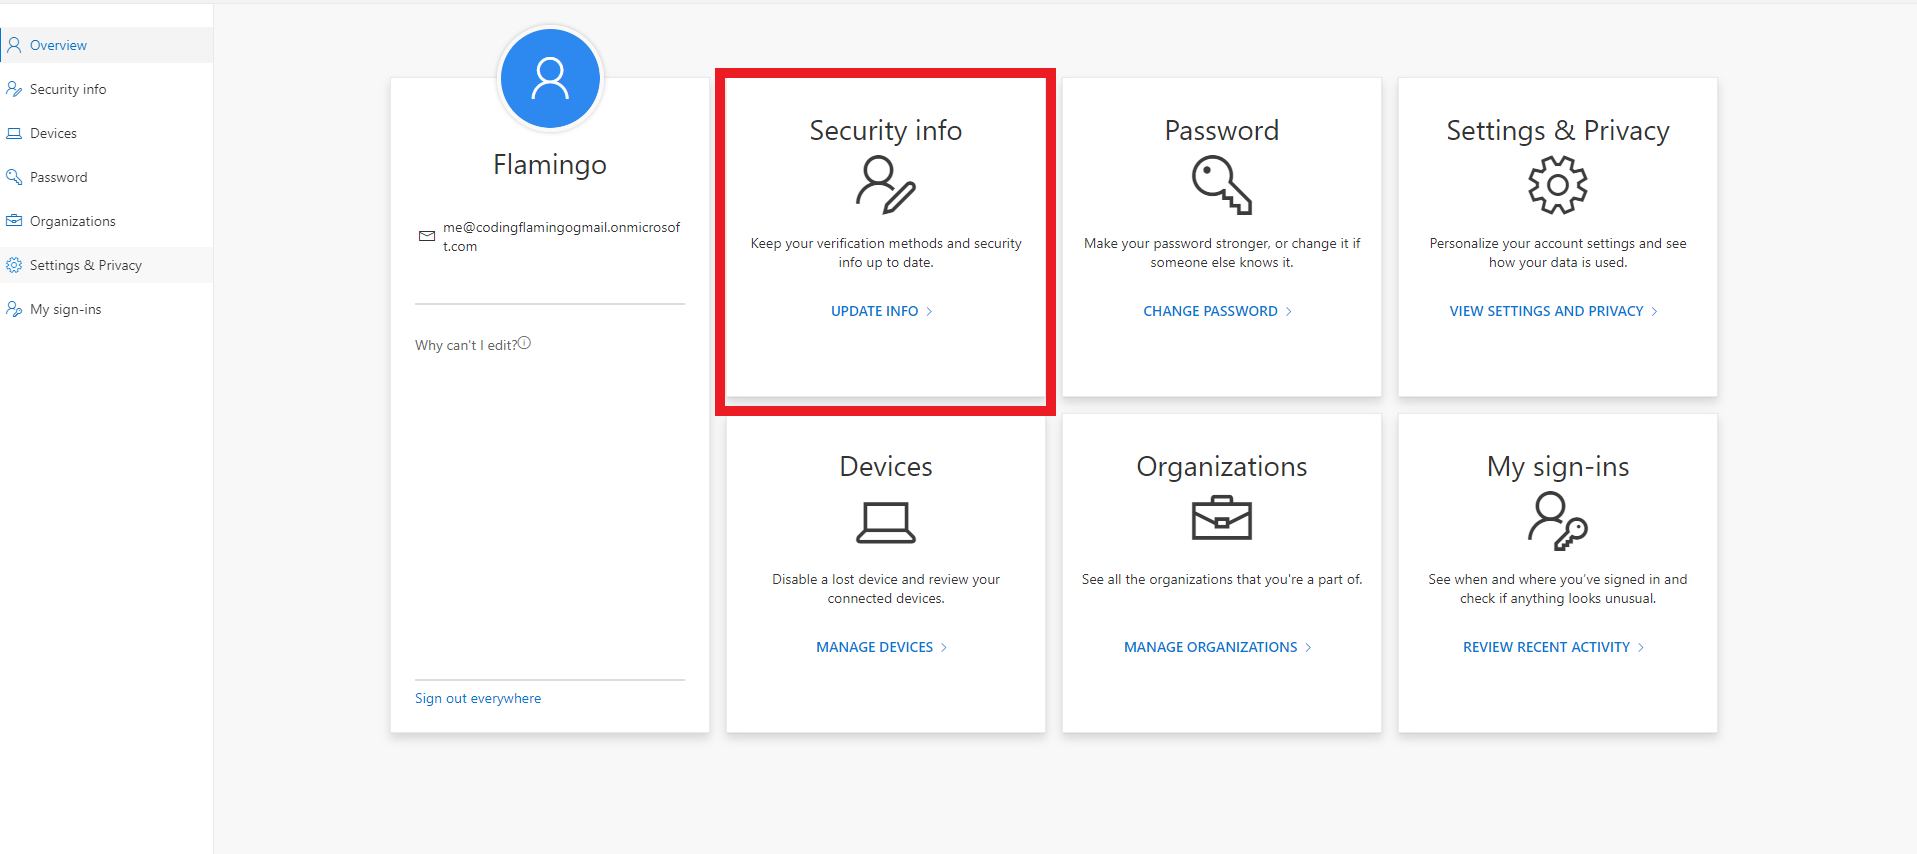 Overview
Security info
Devices
Password
Organizations
Settings & Privacy
My sign-ins
Flamingo
me@codingflamingogmail.onmicrosof
t.com
Why can't I edit?
Sign out everywhere
Security info
Keep your verification methods and security
info up to date.
UPDATE INFO
Password
Make your password stronger, or change it if
someone else knows it.
CHANGE PASSWORD
Settings & Privacy
Personalize your account settings and see
how your data is used.
VIEW SETTINGS AND PRIVACY
Devices
Disable a lost device and review your
connected devices.
MANAGE DEVICES
Organizations
See all the organizations that you're a part of.
MANAGE ORGANIZATIONS
My sign-ins
See when and where you've signed in and
check if anything looks unusual.
REVIEW RECENT ACTIVITY